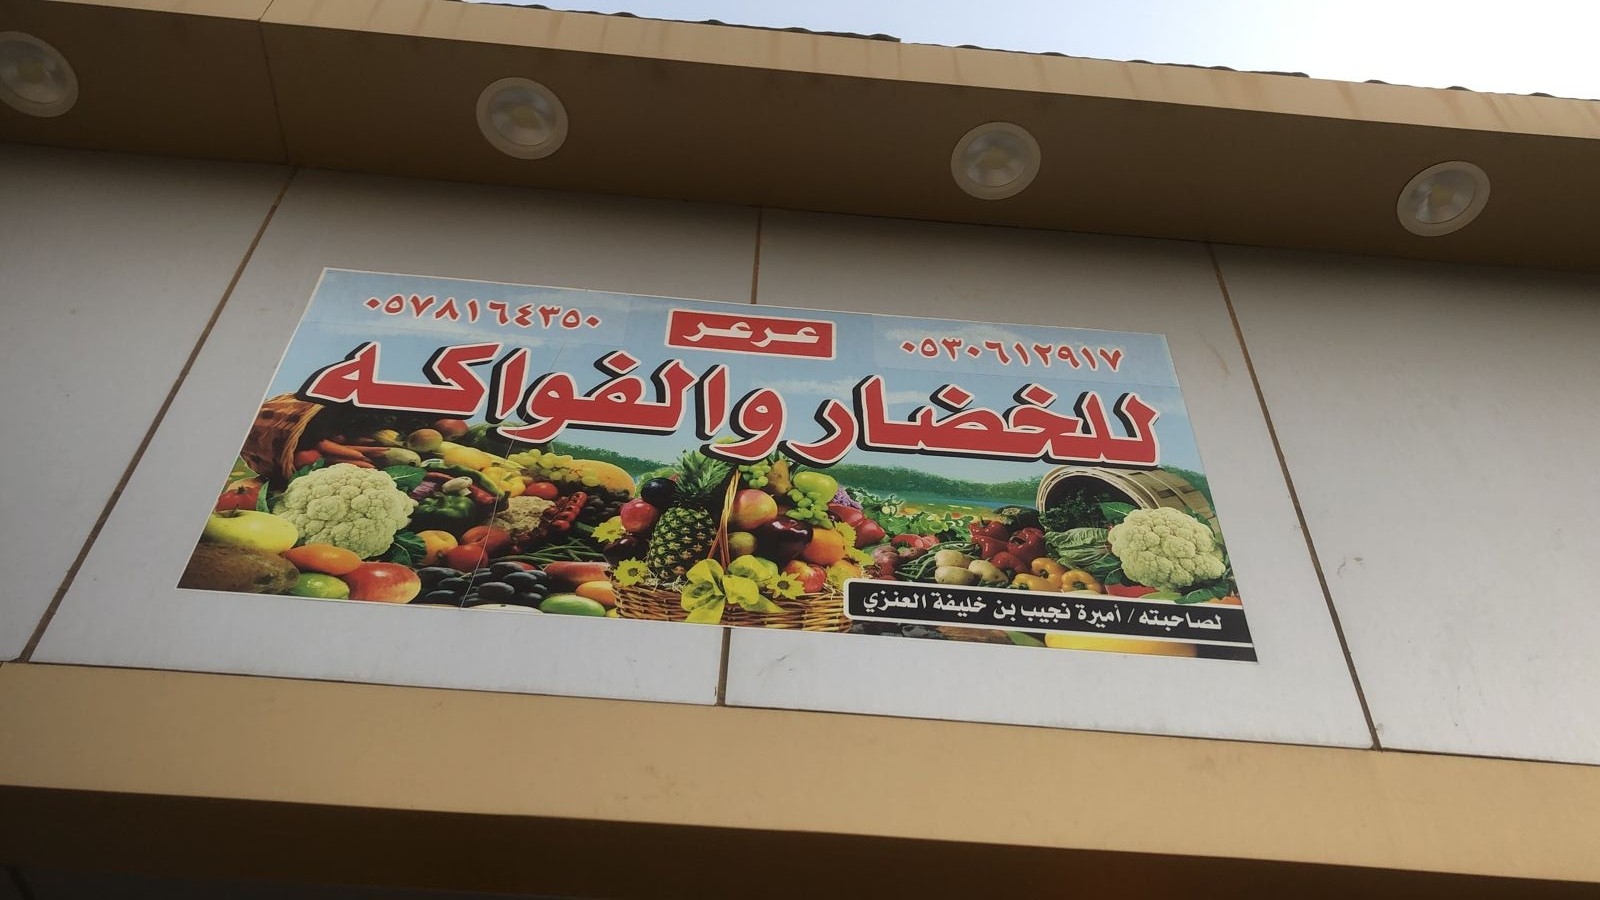 ٠٥٣٠٦١٢٩١٧
عرعر
٠٥٧٨١٦٤٣٥٠
للخضار والفواكه
لصاحبته / أميرة نجيب بن خليفة العنزي